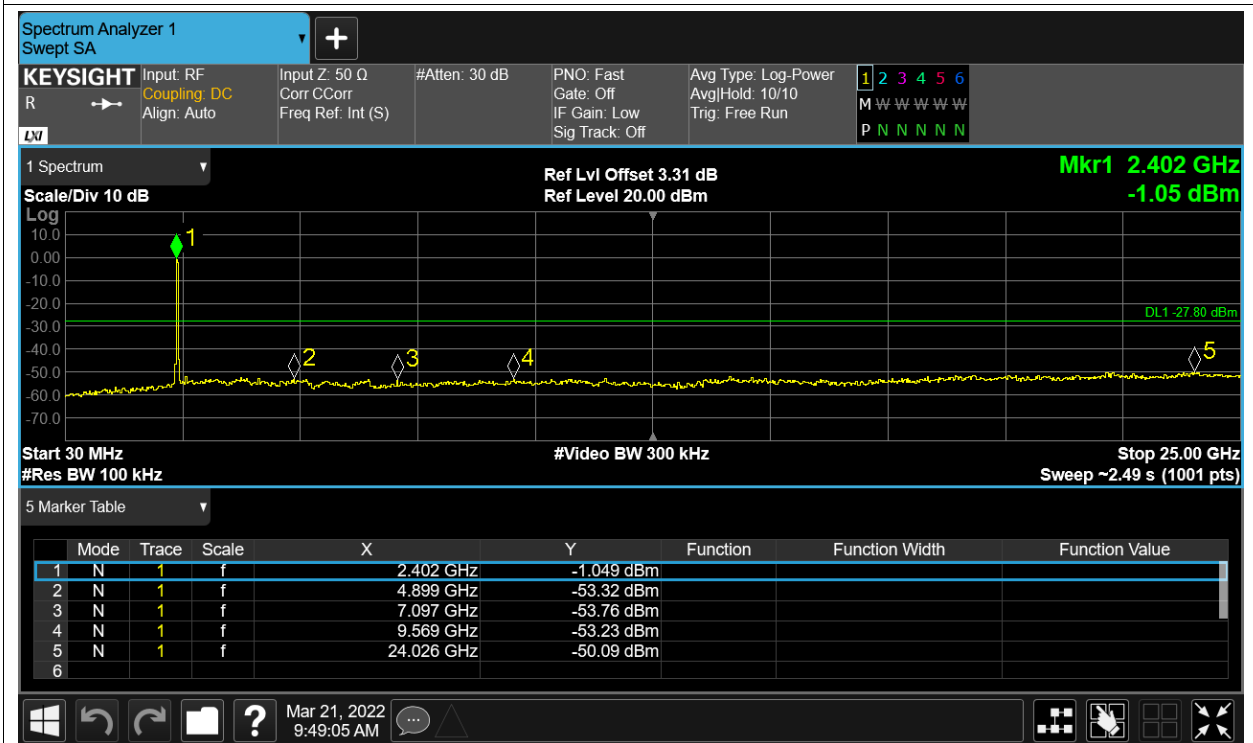 Spectrum Analyzer 1
Swept SA
+
KEYSIGHT Input: RF Input Z: 50 Ω #Atten: 30 dB PNO: Fast Avg Type: Log-Power 1 2 3 4 5 6
R Coupling: DC Corr CCorr Gate: Off Avg|Hold: 10/10 M W W W W W
Align: Auto Freq Ref: Int (S) IF Gain: Low Trig: Free Run
LXI Sig Track: Off P N N N N N
1 Spectrum Ref Lvl Offset 3.31 dB Mkr1 2.402 GHz
Scale/Div 10 dB Ref Level 20.00 dBm -1.05 dBm
Log
10.0 1
0.00
-10.0
-20.0
DL1 -27.80 dBm
-30.0
-40.0
2 3 4 5
-50.0
-60.0
-70.0
Start 30 MHz #Video BW 300 kHz Stop 25.00 GHz
#Res BW 100 kHz Sweep ~2.49 s (1001 pts)
5 Marker Table
Mode Trace Scale X Y Function Function Width Function Value
1 N 1 f 2.402 GHz -1.049 dBm
2 N 1 f 4.899 GHz -53.32 dBm
3 N 1 f 7.097 GHz -53.76 dBm
4 N 1 f 9.569 GHz -53.23 dBm
5 N 1 f 24.026 GHz -50.09 dBm
6
? Mar 21, 2022
9:49:05 AM